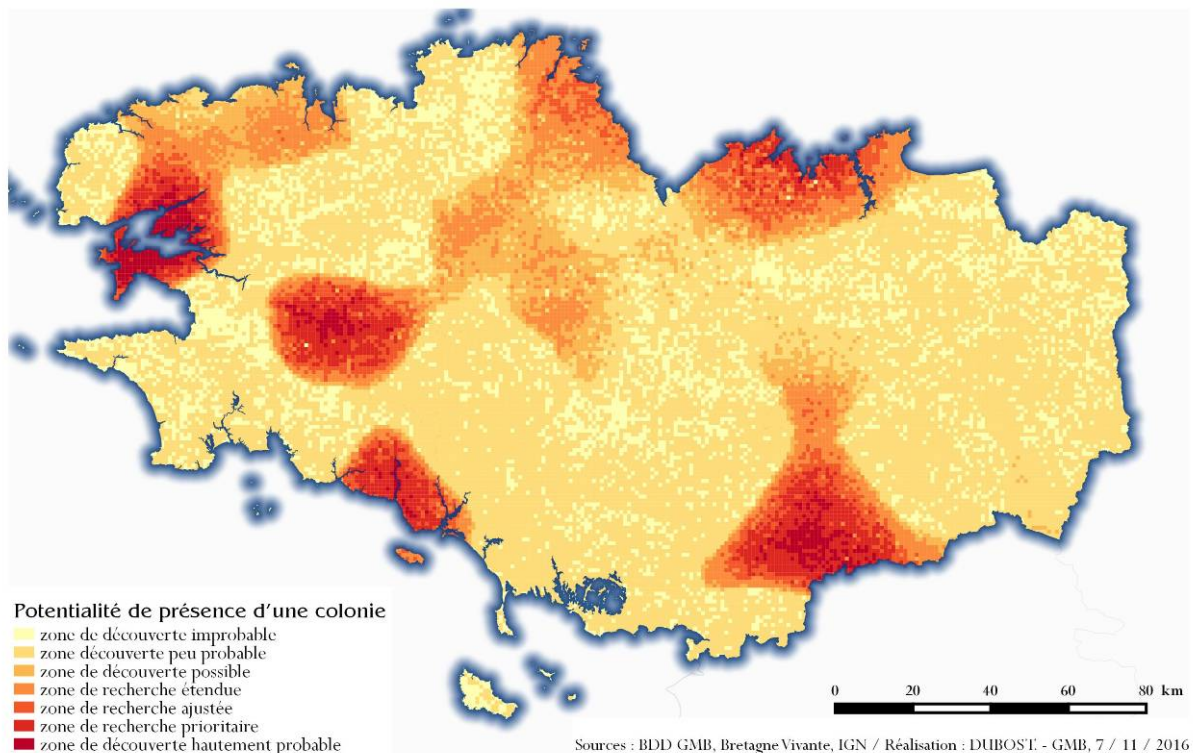 Potentialité de présence d'une colonie
zone de découverte improbable
zone découverte peu probable
zone de découverte possible
zone de recherche étendue
zone de recherche ajustée
zone de recherche prioritaire
zone de découverte hautement probable
0 20 40 60 80 km
Sources : BDD GMB, Bretagne Vivante, IGN / Réalisation : DUBOST. - GMB, 7 / 11 / 2016